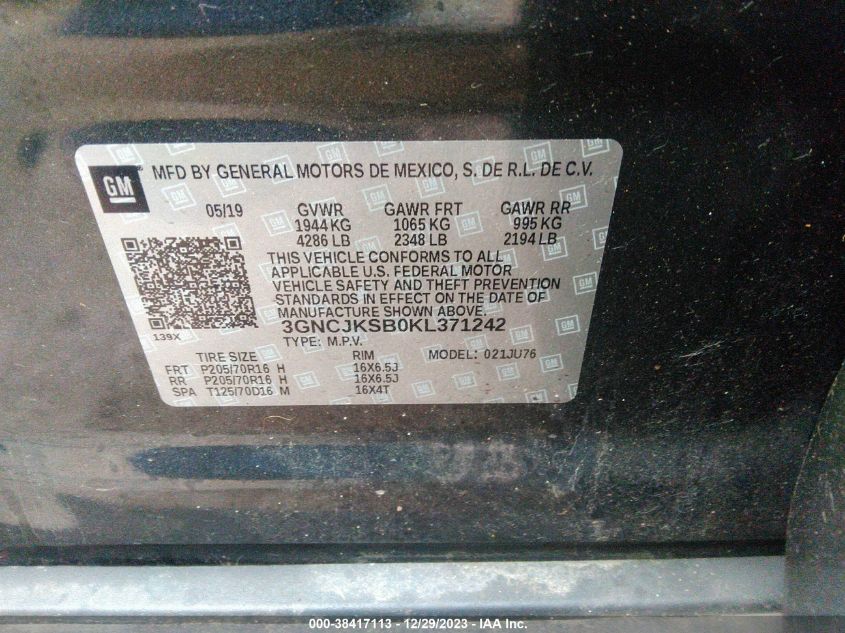 GM
MFD BY GENERAL MOTORS DE MEXICO, S. DE R.L. DE C.V.
05/19 GVWR GAWR FRT GAWR RR
1944 KG 1065 KG 995 KG
4286 LB 2348 LB 2194 LB
THIS VEHICLE CONFORMS TO ALL
APPLICABLE U.S. FEDERAL MOTOR
VEHICLE SAFETY AND THEFT PREVENTION
STANDARDS IN EFFECT ON THE DATE OF
MANUFACTURE SHOWN ABOVE.
139X
3GNCJKSB0KL371242
TYPE: M.P.V. MODEL: 021JU76
TIRE SIZE RIM
FRT P205/70R16 H 16X6.5J
RR P205/70R16 H 16X6.5J
SPA T125/70D16 M 16X4T
000-38417113 - 12/29/2023 - IAA Inc.